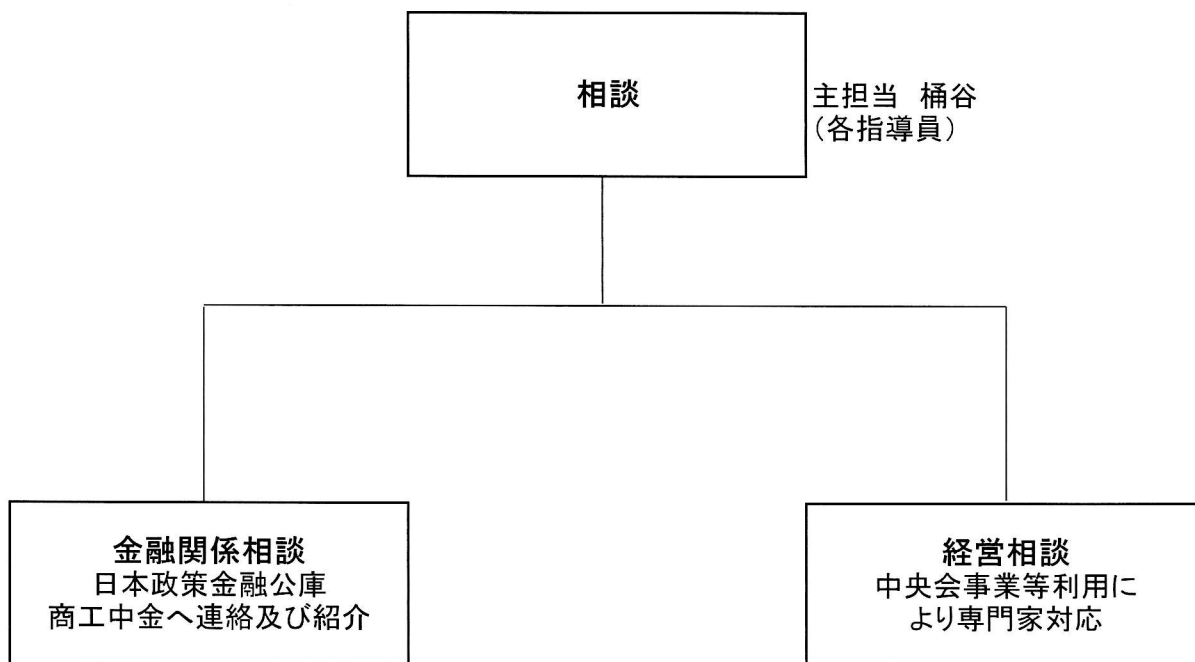 相談
主担当 桶谷
(各指導員)
金融関係相談
日本政策金融公庫
商工中金へ連絡及び紹介
経営相談
中央会事業等利用に
より専門家対応